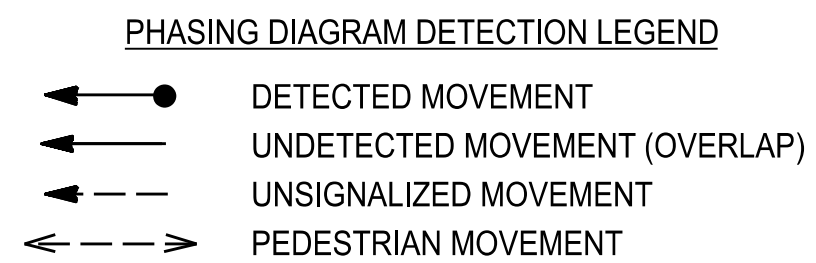 PHASING DIAGRAM DETECTION LEGEND
DETECTED MOVEMENT
UNDETECTED MOVEMENT (OVERLAP)
UNSIGNALIZED MOVEMENT
PEDESTRIAN MOVEMENT